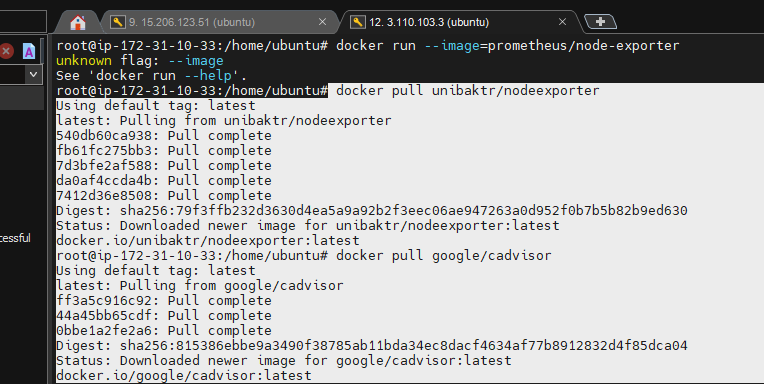 9. 15.206.123.51 (ubuntu)
12. 3.110.103.3 (ubuntu)
root@ip-172-31-10-33:/home/ubuntu# docker run --image=prometheus/node-exporter
unknown flag: --image
See 'docker run --help'.
root@ip-172-31-10-33:/home/ubuntu# docker pull unibaktr/nodeexporter
Using default tag: latest
latest: Pulling from unibaktr/nodeexporter
540db60ca938: Pull complete
fb61fc275bb3: Pull complete
7d3bfe2af588: Pull complete
da0af4ccda4b: Pull complete
7412d36e8508: Pull complete
Digest: sha256:79f3ffb232d3630d4ea5a9a92b2f3eec06ae947263a0d952f0b7b5b82b9ed630
Status: Downloaded newer image for unibaktr/nodeexporter:latest
docker.io/unibaktr/nodeexporter:latest
cessful
root@ip-172-31-10-33:/home/ubuntu# docker pull google/cadvisor
Using default tag: latest
latest: Pulling from google/cadvisor
ff3a5c916c92: Pull complete
44a45bb65cdf: Pull complete
0bbe1a2fe2a6: Pull complete
Digest: sha256:815386ebbe9a3490f38785ab11bda34ec8dacf4634af77b8912832d4f85dca04
Status: Downloaded newer image for google/cadvisor:latest
docker.io/google/cadvisor:latest